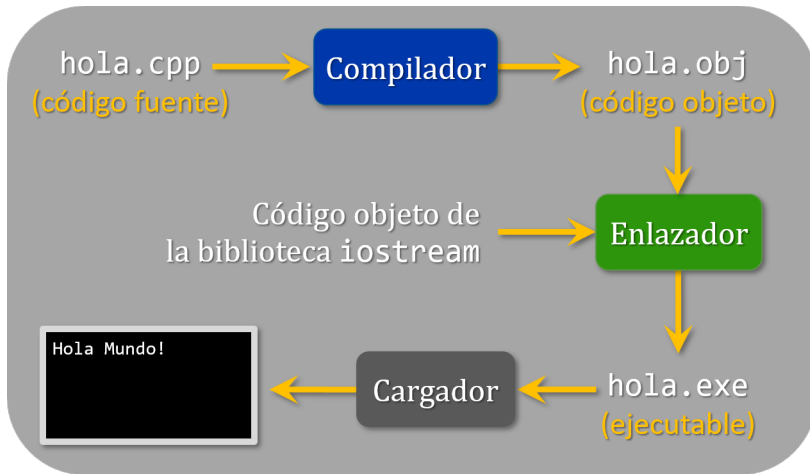 hola.cpp
(código fuente)
Compilador
hola.obj
(código objeto)
Código objeto de
la biblioteca iostream
Enlazador
hola.exe
(ejecutable)
Cargador
Hola Mundo!